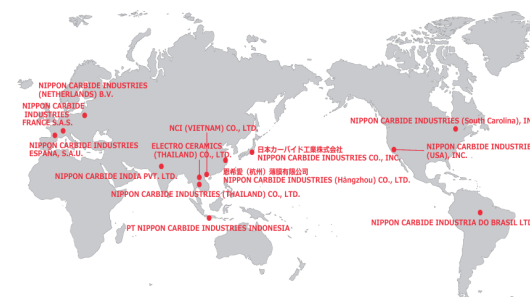 NIPPON CARBIDE INDUSTRIES
(NETHERLANDS) B.V.
NIPPON CARBIDE
INDUSTRIES
FRANCE S.A.S.
NIPPON CARBIDE INDUSTRIES
ESPAÑA, S.A.U.
NCI (VIETNAM) CO., LTD.
ELECTRO CERAMICS
(THAILAND) CO., LTD.
日本カーバイド工業株式会社
NIPPON CARBIDE INDUSTRIES CO., INC.
恩希愛（杭州）薄膜有限公司
NIPPON CARBIDE INDUSTRIES (Hangzhou) CO., LTD.
NIPPON CARBIDE INDIA PVT. LTD.
NIPPON CARBIDE INDUSTRIES (THAILAND) CO., LTD.
PT NIPPON CARBIDE INDUSTRIES INDONESIA
NIPPON CARBIDE INDUSTRIES (South Carolina), IN
NIPPON CARBIDE INDUSTRIES
(USA), INC.
NIPPON CARBIDE INDUSTRIA DO BRASIL LTD